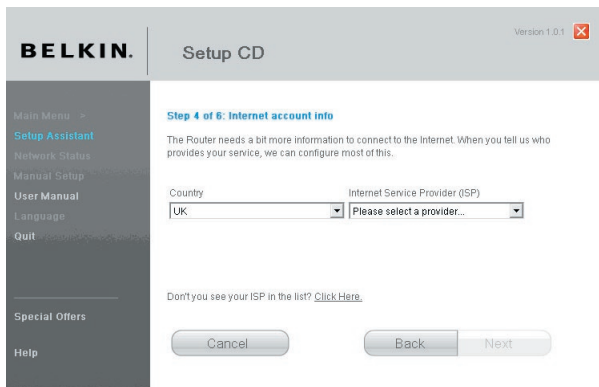 Version 1.0.1
BELKIN.
Setup CD
Main Menu >
Setup Assistant
Network Status
Manual Setup
User Manual
Language
Quit
Special Offers
Help
Step 4 of 6: Internet account info
The Router needs a bit more information to connect to the Internet. When you tell us who
provides your service, we can configure most of this.
Country
Internet Service Provider (ISP)
UK
Please select a provider...
Don't you see your ISP in the list? Click Here.
Cancel
Back
Next